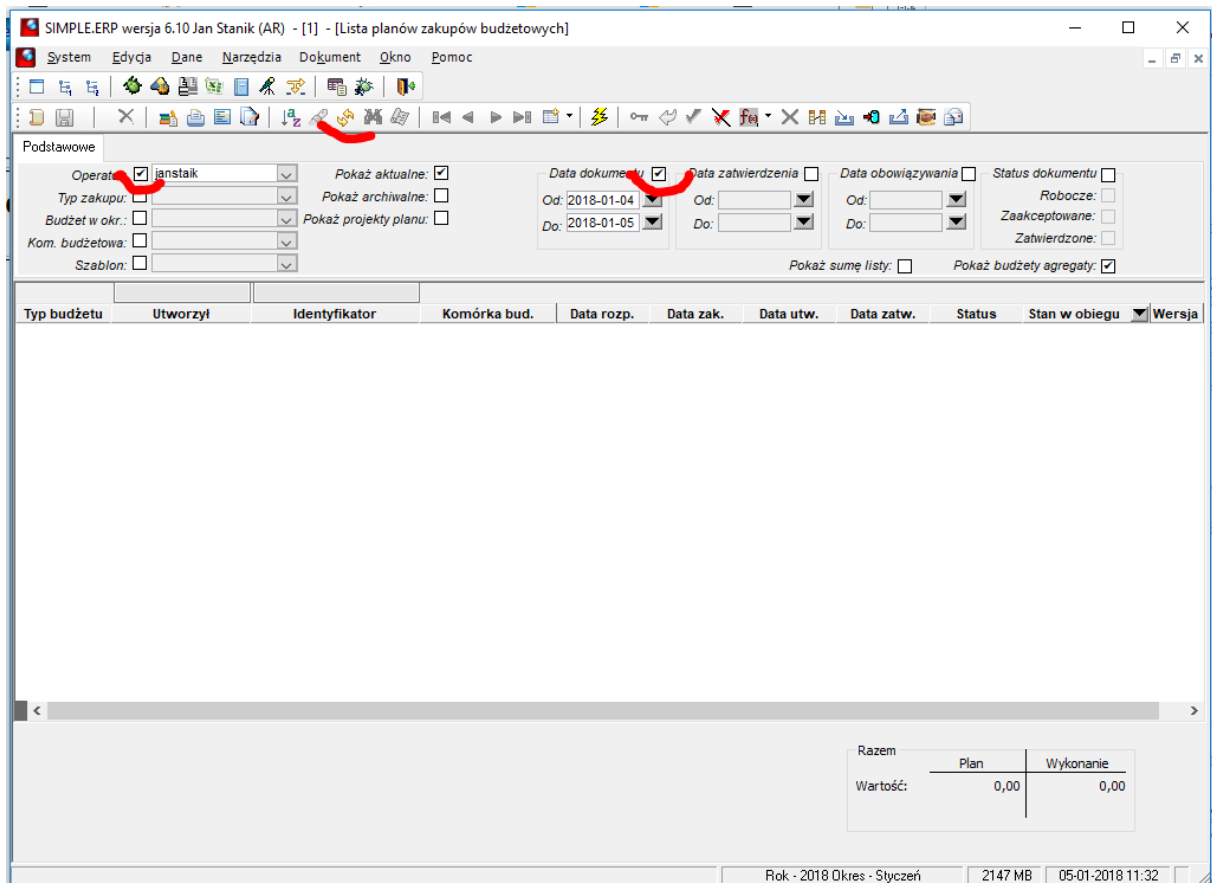 SIMPLE.ERP wersja 6.10 Jan Stanik (AR) - [1] - [Lista planów zakupów budżetowych]
System Edycja Dane Narzędzia Dokument Okno Pomoc
Podstawowe
Operator: janstaik Pokaż aktualne: Data dokumentu Data zatwierdzenia Data obowiązywania Status dokumentu
Typ zakupu: Pokaż archiwalne: Od: 2018-01-04 Od: Od: Robocze:
Budżet w okr.: Pokaż projekty planu: Do: 2018-01-05 Do: Do: Zaakceptowane:
Kom. budżetowa: Zatwierdzone:
Szablon: Pokaż sumę listy: Pokaż budżety agregaty:
Typ budżetu Utworzył Identyfikator Komórka bud. Data rozp. Data zak. Data utw. Data zatw. Status Stan w obiegu Wersja
Razem
Plan Wykonanie
Wartość: 0,00 0,00
Rok - 2018 Okres - Styczeń 2147 MB 05-01-2018 11:32